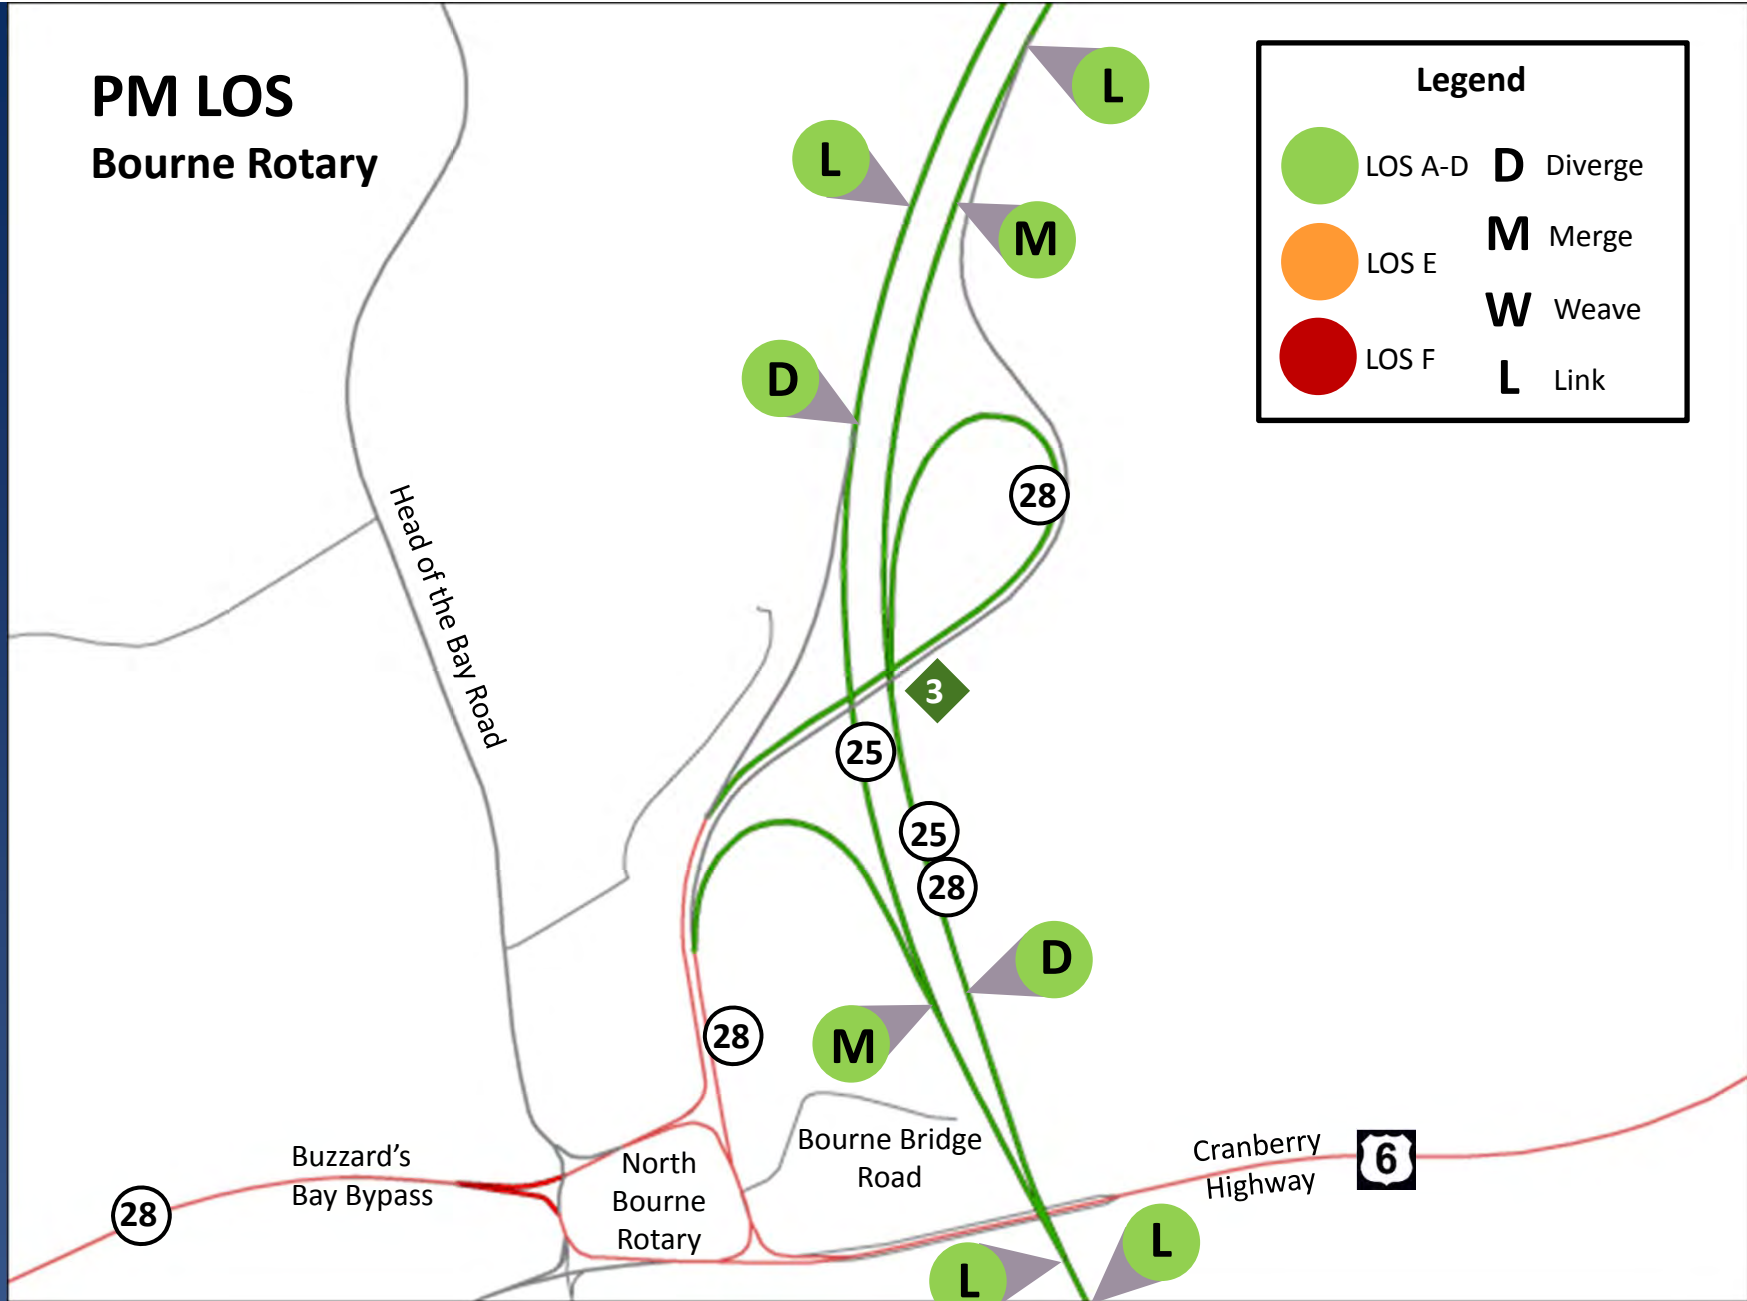 PM LOS
Bourne Rotary
Legend
LOS A-D
D Diverge
LOS E
M Merge
LOS F
W Weave
L Link
L
L
M
D
28
Head of the Bay Road
3
25
25
28
D
M
28
Bourne Bridge
Road
Cranberry
Highway
6
Buzzard’s
Bay Bypass
28
North
Bourne
Rotary
L
L